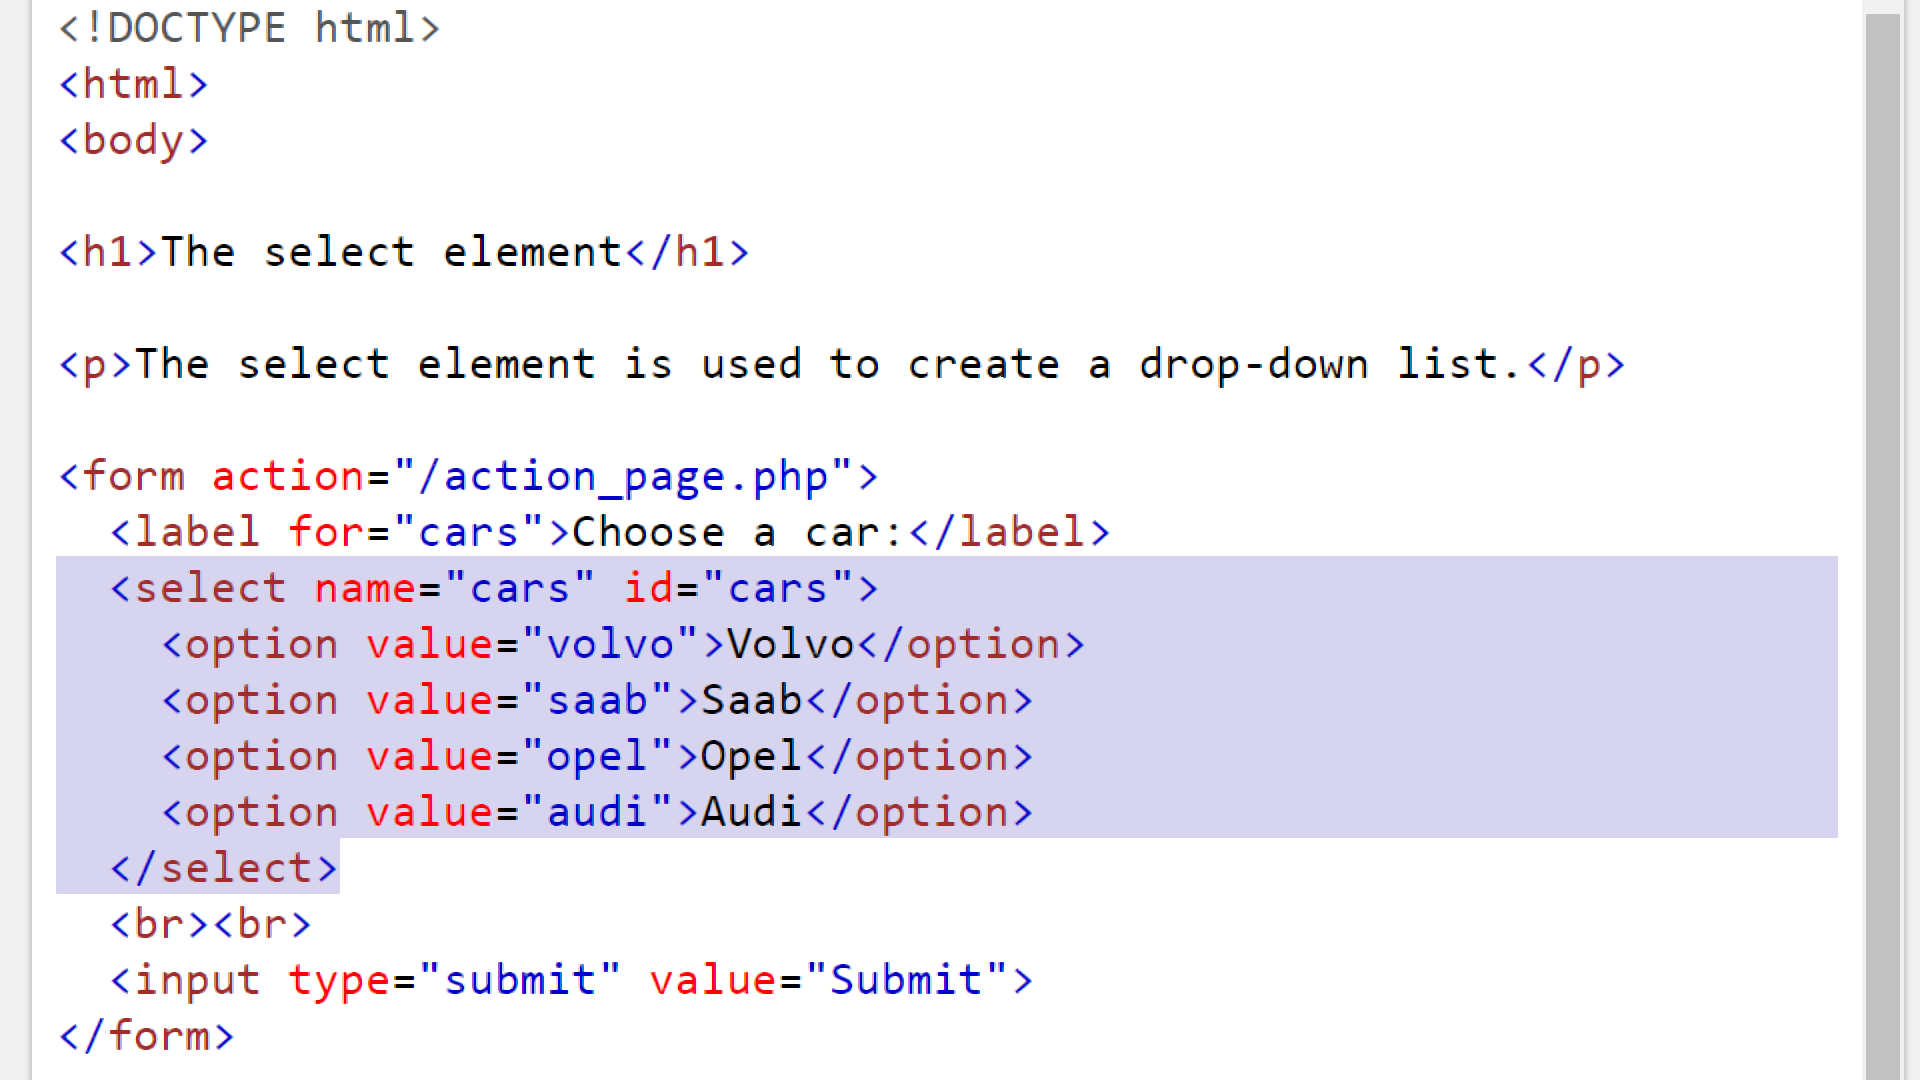 <!DOCTYPE html>
<html>
<body>

<h1>The select element</h1>

<p>The select element is used to create a drop-down list.</p>

<form action="/action_page.php">
  <label for="cars">Choose a car:</label>
  <select name="cars" id="cars">
    <option value="volvo">Volvo</option>
    <option value="saab">Saab</option>
    <option value="opel">Opel</option>
    <option value="audi">Audi</option>
  </select>
  <br><br>
  <input type="submit" value="Submit">
</form>